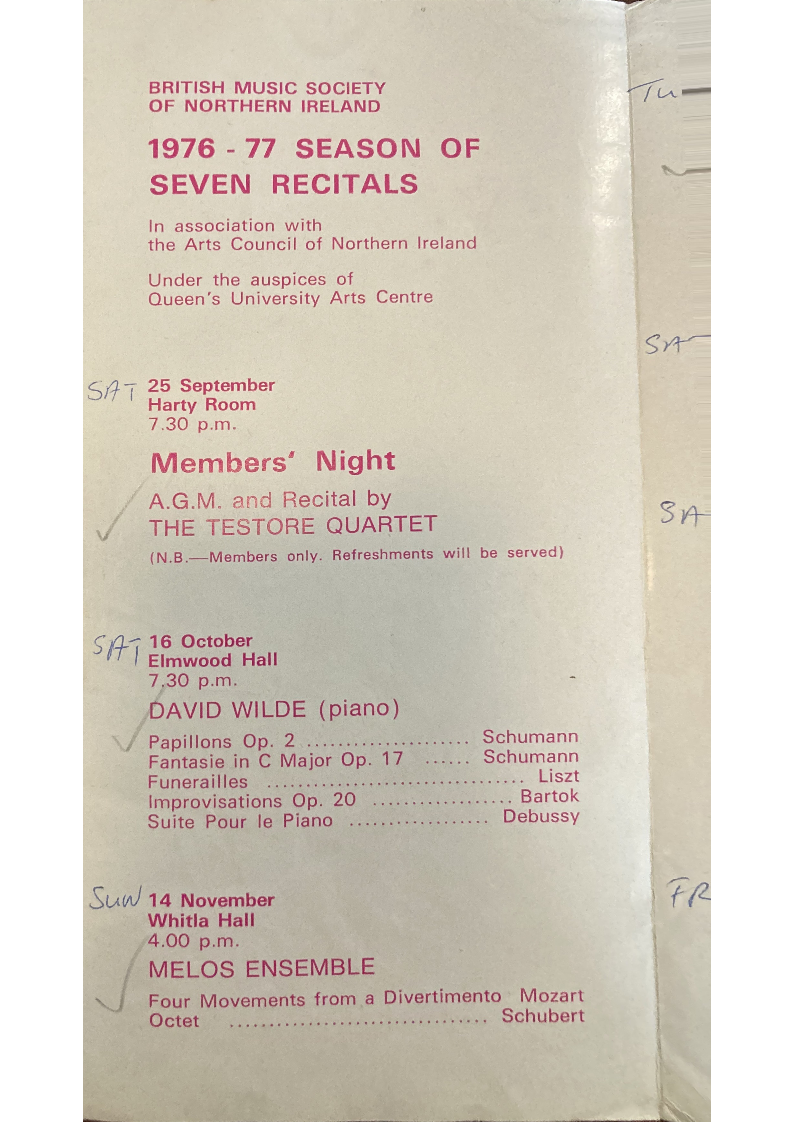 BRITISH MUSIC SOCIETY
OF NORTHERN IRELAND
1976 - 77 SEASON OF
SEVEN RECITALS
In association with
the Arts Council of Northern Ireland
Under the auspices of
Queen's University Arts Centre
SAT 25 September
Harty Room
7.30 p.m.
Members' Night
A.G.M. and Recital by
THE TESTORE QUARTET
(N.B.—Members only. Refreshments will be served)
SAT 16 October
Elmwood Hall
7.30 p.m.
DAVID WILDE (piano)
Papillons Op. 2 ..................... Schumann
Fantasie in C Major Op. 17 ...... Schumann
Funerailles ................................. Liszt
Improvisations Op. 20 .................. Bartok
Suite Pour le Piano .................. Debussy
SUN 14 November
Whitla Hall
4.00 p.m.
MELOS ENSEMBLE
Four Movements from a Divertimento Mozart
Octet ................................. Schubert
Tu
SA
SA
FR